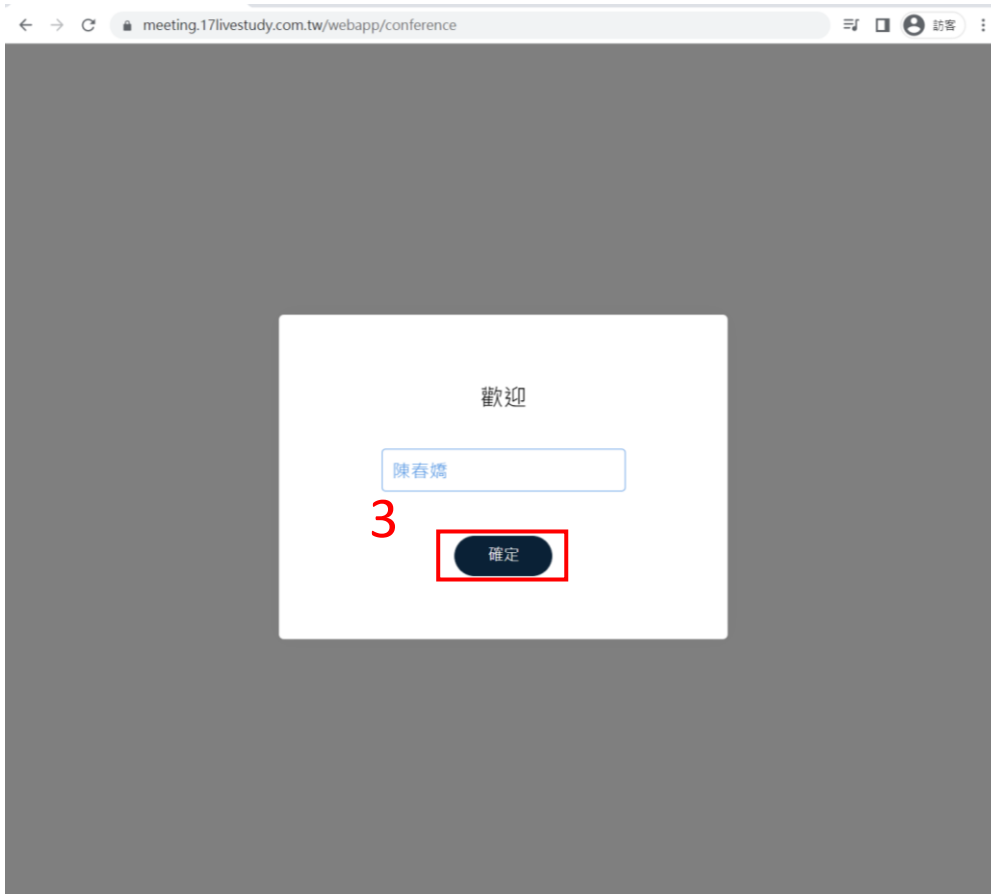 meeting.17livestudy.com.tw/webapp/conference
訪客
歡迎
陳春嬌
3
確定